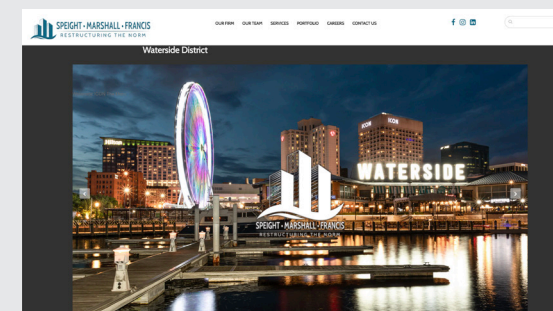 SPEIGHT • MARSHALL • FRANCIS
RESTRUCTURING THE NORM
OUR FIRM OUR TEAM SERVICES PORTFOLIO CAREERS CONTACT US
Waterside District
Hilton
ICON
ICON
WATERSIDE
SPEIGHT • MARSHALL • FRANCIS
RESTRUCTURING THE NORM